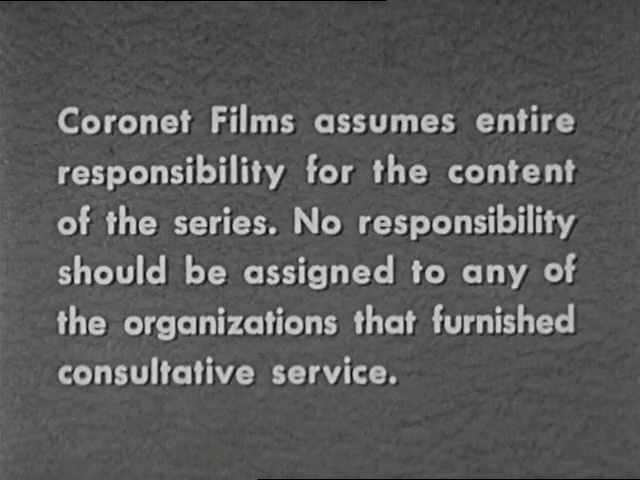 Coronet Films assumes entire
responsibility for the content
of the series. No responsibility
should be assigned to any of
the organizations that furnished
consultative service.